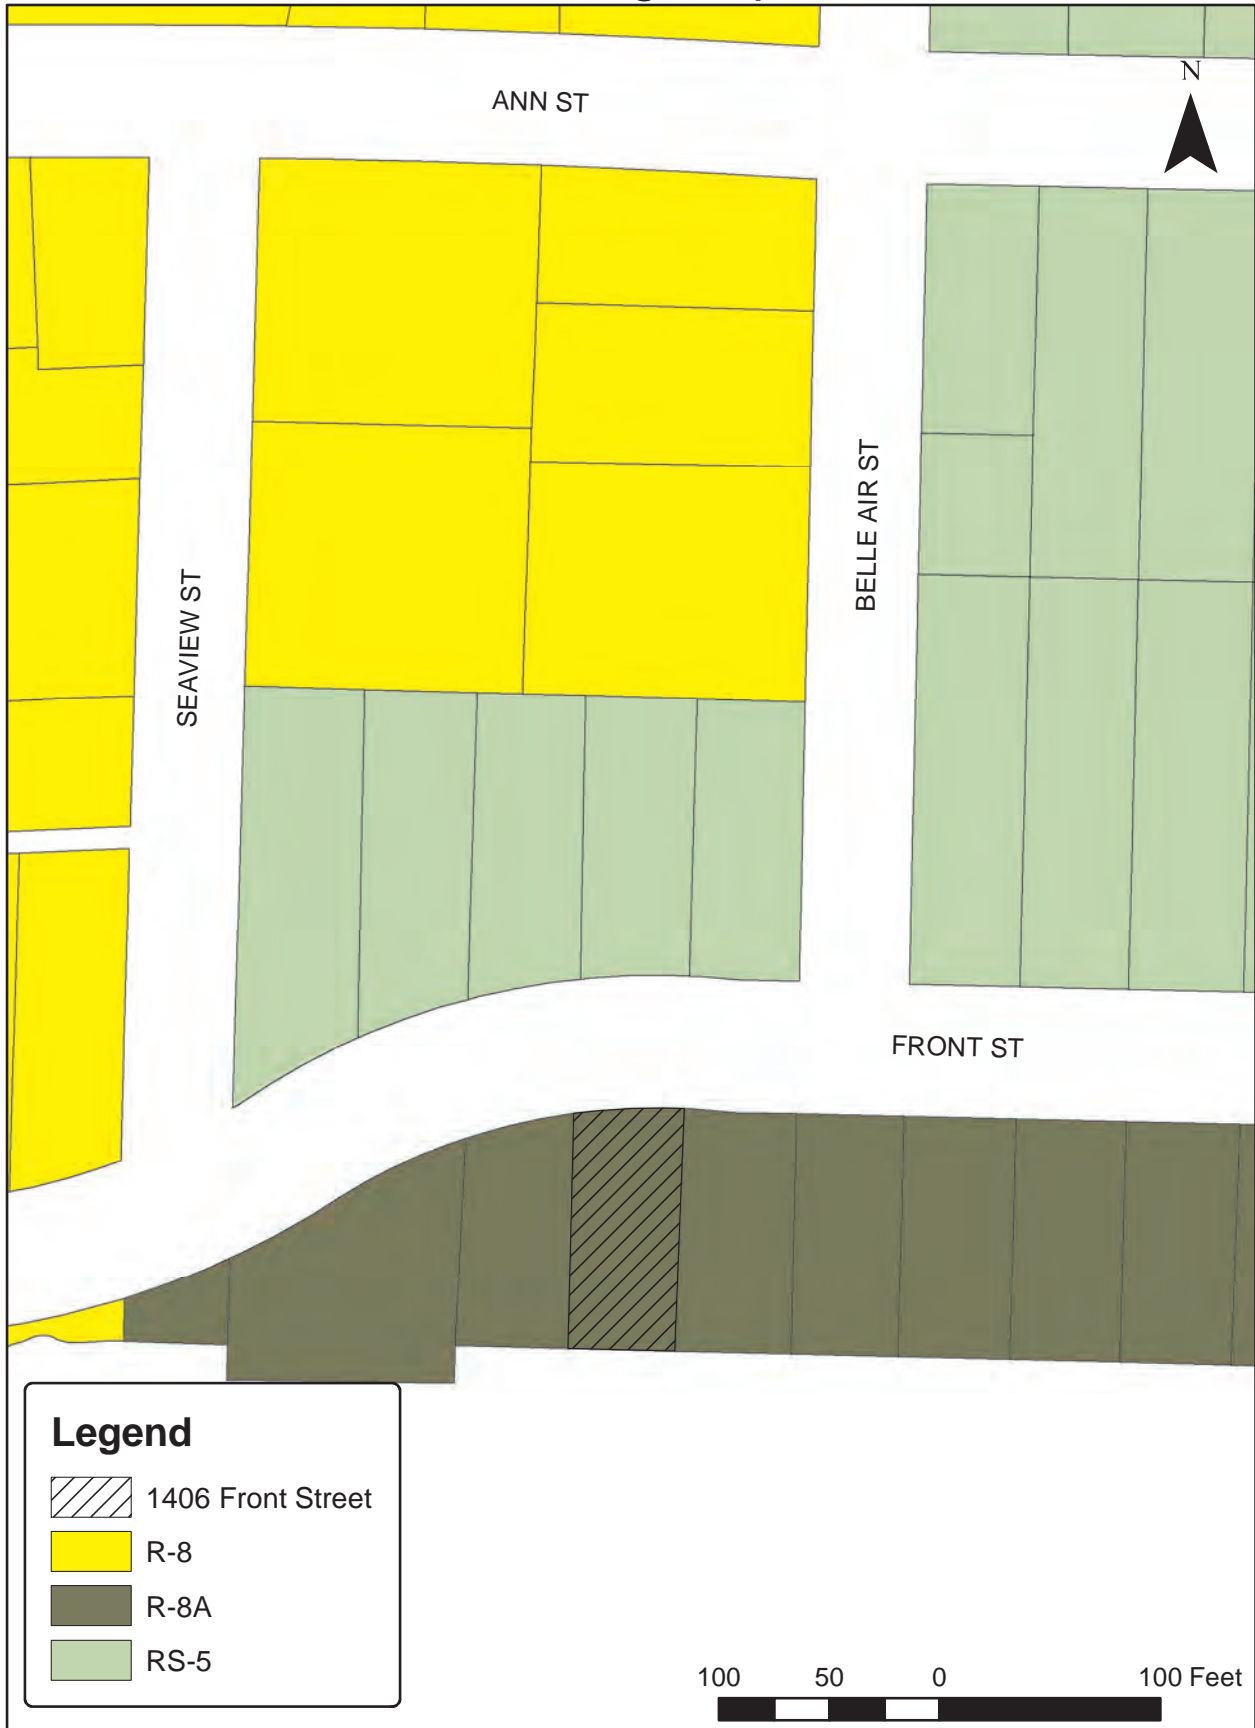 ANN ST
N
BELLE AIR ST
SEAVIEW ST
FRONT ST
Legend
1406 Front Street
R-8
R-8A
RS-5
100 50 0 100 Feet